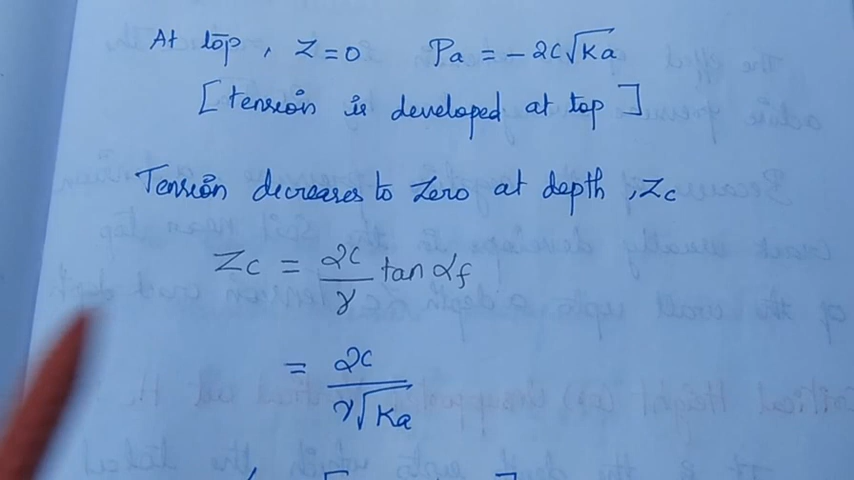 At top, Z=0 Pa = -2C√Ka
[tension is developed at top]
Tension decreases to zero at depth, Zc
Zc = 2C/γ tan αf
= 2C/γ√Ka